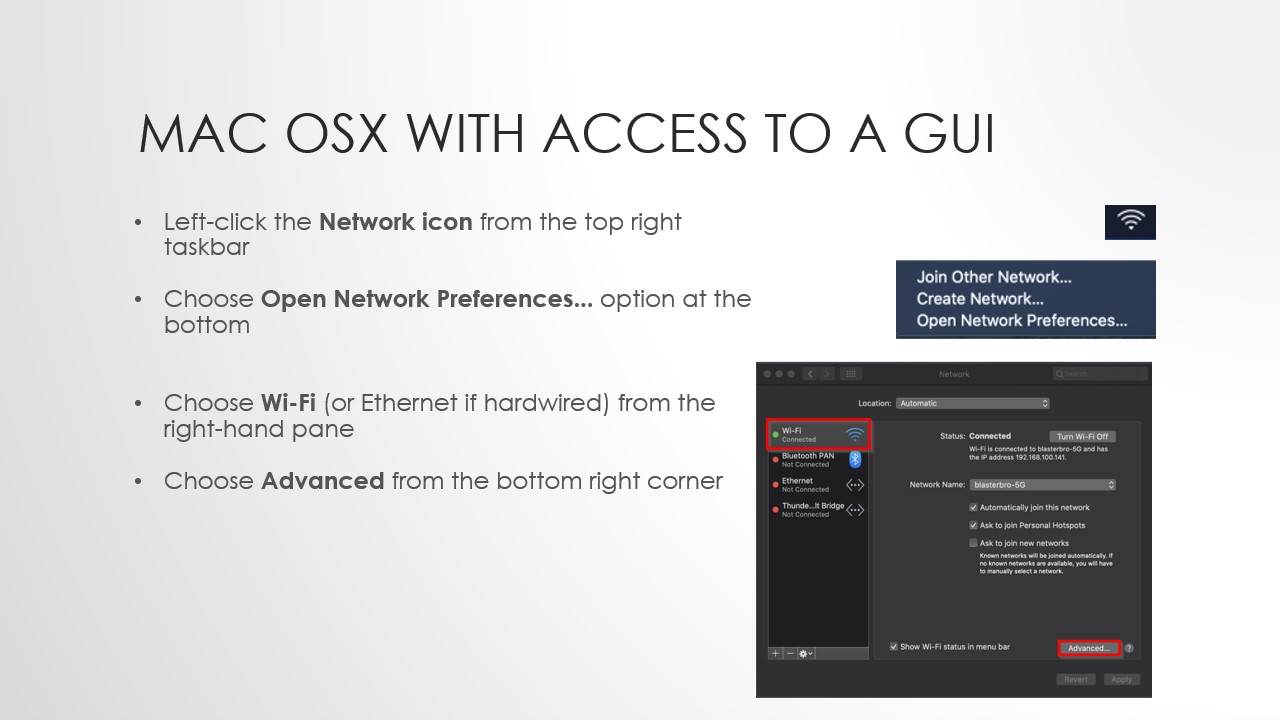 MAC OSX WITH ACCESS TO A GUI
• Left-click the Network icon from the top right
taskbar
• Choose Open Network Preferences... option at the
bottom
• Choose Wi-Fi (or Ethernet if hardwired) from the
right-hand pane
• Choose Advanced from the bottom right corner
Join Other Network...
Create Network...
Open Network Preferences...
Network
Search
Location: Automatic
Wi-Fi
Connected
Bluetooth PAN
Not Connected
Ethernet
Not Connected
Thunde...lt Bridge
Not Connected
Status: Connected
Turn Wi-Fi Off
Wi-Fi is connected to blasterbro-5G and has
the IP address 192.168.100.141.
Network Name: blasterbro-5G
Automatically join this network
Ask to join Personal Hotspots
Ask to join new networks
Known networks will be joined automatically. If
no known networks are available, you will have
to manually select a network.
Show Wi-Fi status in menu bar
Advanced...
?
Revert
Apply